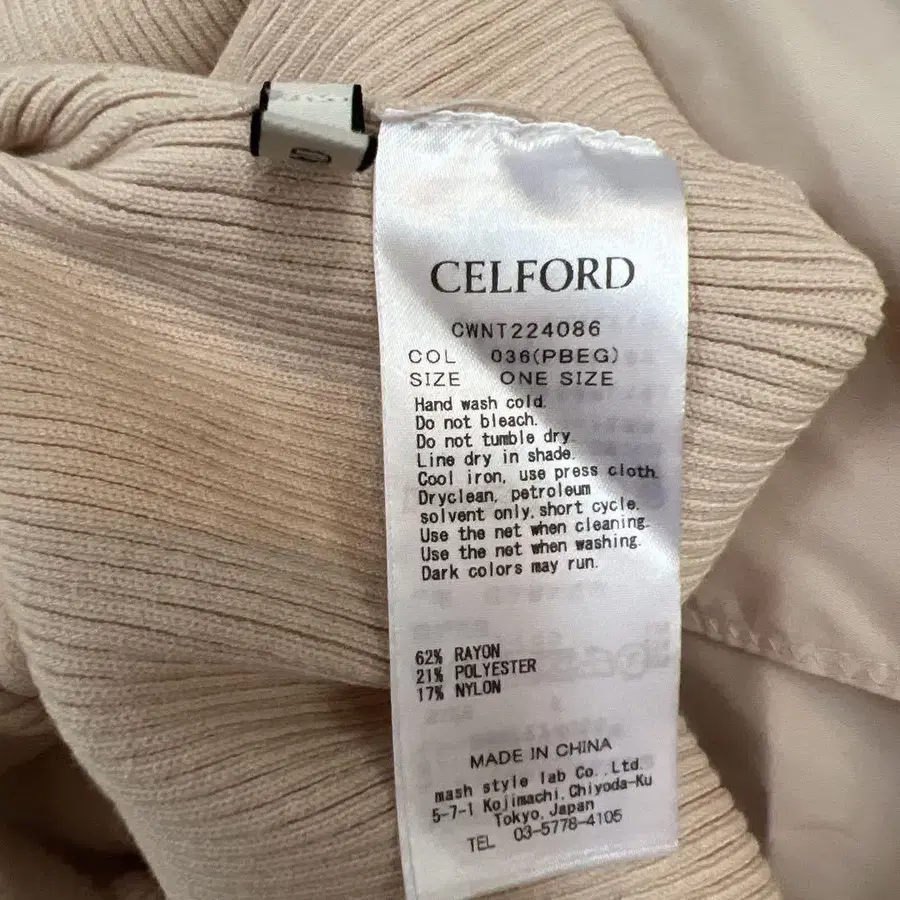 0
CELFORD
CWNT224086
COL 036(PBEG)
SIZE ONE SIZE
Hand wash cold.
Do not bleach.
Do not tumble dry.
Line dry in shade.
Cool iron, use press cloth.
Dryclean, petroleum
solvent only, short cycle.
Use the net when cleaning.
Use the net when washing.
Dark colors may run.
62% RAYON
21% POLYESTER
17% NYLON
MADE IN CHINA
mash style lab Co.,Ltd.
5-7-1 Kojimachi,Chiyoda-Ku
Tokyo,Japan
TEL 03-5778-4105